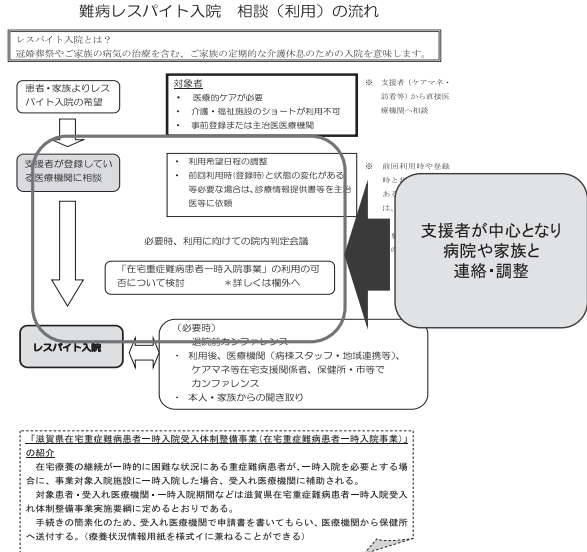 難病レスパイト入院　相談（利用）の流れ
レスパイト入院とは？
冠婚葬祭やご家族の病気の治療を含む、ご家族の定期的な介護休息のための入院を意味します。
患者・家族よりレス
パイト入院の希望
対象者
・　医療的ケアが必要
・　介護・福祉施設のショートが利用不可
・　事前登録または主治医医療機関
※　支援者（ケアマネ・
訪看等）から直接医
療機関へ相談
支援者が登録してい
る医療機関に相談
・　利用希望日程の調整
・　前回利用時（登録時）と状態の変化がある
等必要な場合は、診療情報提供書等を主治
医等に依頼
※　前回利用時や登録
時と
ある
は、
支援者が中心となり
病院や家族と
連絡・調整
必要時、利用に向けての院内判定会議
「在宅重症難病患者一時入院事業」の利用の可
否について検討　　　＊詳しくは欄外へ
レスパイト入院
（必要時）
退院前カンファレンス
・　利用後、医療機関（病棟スタッフ・地域連携等）、
ケアマネ等在宅支援関係者、保健所・市等で
カンファレンス
・　本人・家族からの聞き取り
「滋賀県在宅重症難病患者一時入院受入体制整備事業（在宅重症難病患者一時入院事業）」
の紹介
在宅療養の継続が一時的に困難な状況にある重症難病患者が、一時入院を必要とする場
合に、事業対象入院施設に一時入院した場合、受入れ医療機関に補助される。
対象患者・受入れ医療機関・一時入院期間などは滋賀県在宅重症難病患者一時入院受入
れ体制整備事業実施要綱に定めるとおりである。
手続きの簡素化のため、受入れ医療機関で申請書を書いてもらい、医療機関から保健所
へ送付する。（療養状況情報用紙を様式イに兼ねることができる）